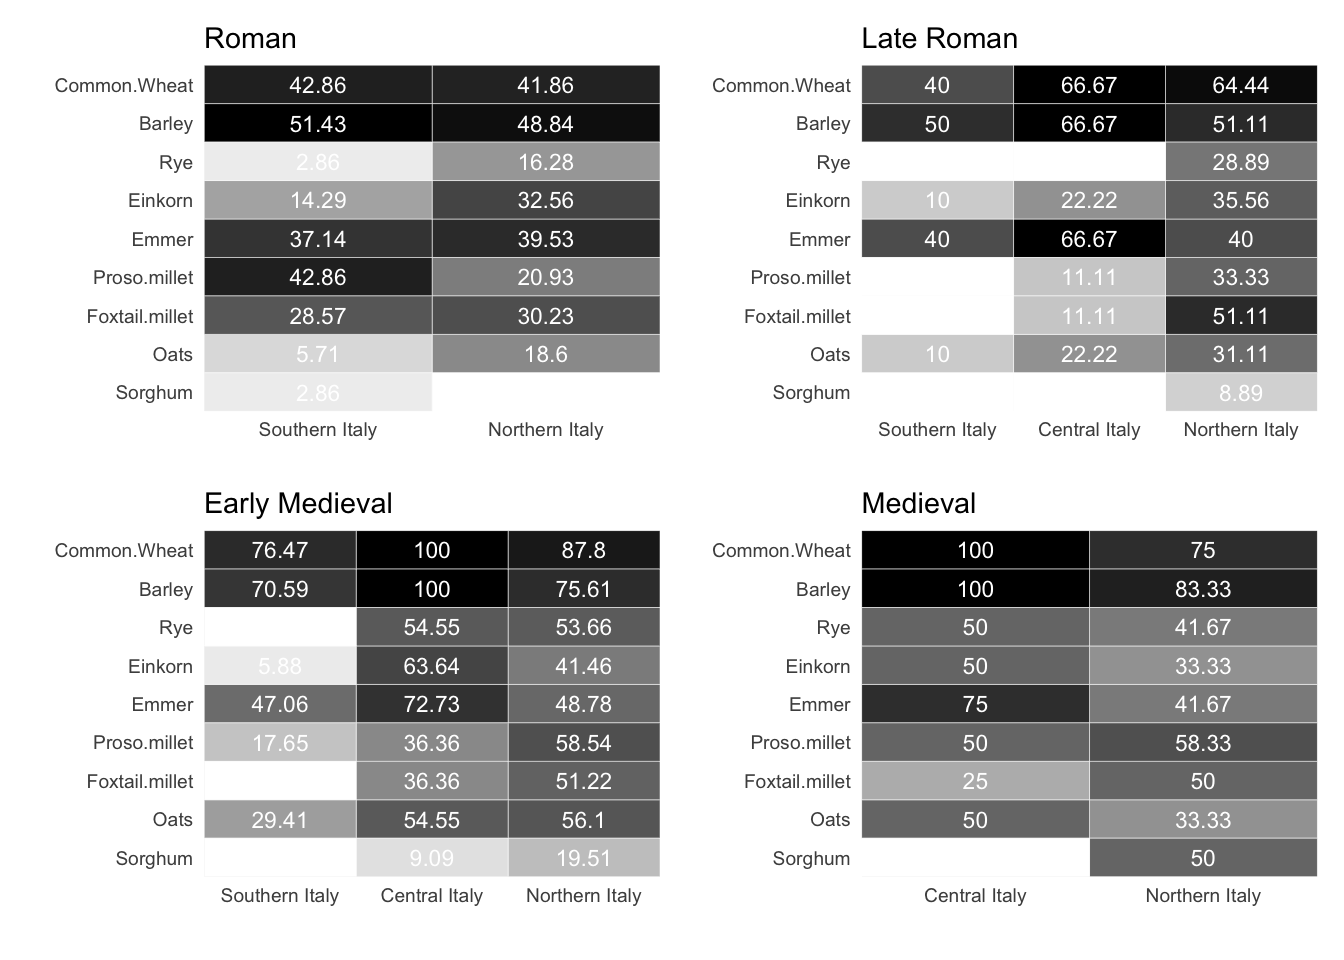 Roman
Common.Wheat 42.86 41.86
Barley 51.43 48.84
Rye 2.86 16.28
Einkorn 14.29 32.56
Emmer 37.14 39.53
Proso.millet 42.86 20.93
Foxtail.millet 28.57 30.23
Oats 5.71 18.6
Sorghum 2.86
Southern Italy Northern Italy
Late Roman
Common.Wheat 40 66.67 64.44
Barley 50 66.67 51.11
Rye 28.89
Einkorn 10 22.22 35.56
Emmer 40 66.67 40
Proso.millet 11.11 33.33
Foxtail.millet 11.11 51.11
Oats 10 22.22 31.11
Sorghum 8.89
Southern Italy Central Italy Northern Italy
Early Medieval
Common.Wheat 76.47 100 87.8
Barley 70.59 100 75.61
Rye 54.55 53.66
Einkorn 5.88 63.64 41.46
Emmer 47.06 72.73 48.78
Proso.millet 17.65 36.36 58.54
Foxtail.millet 36.36 51.22
Oats 29.41 54.55 56.1
Sorghum 9.09 19.51
Southern Italy Central Italy Northern Italy
Medieval
Common.Wheat 100 75
Barley 100 83.33
Rye 50 41.67
Einkorn 50 33.33
Emmer 75 41.67
Proso.millet 50 58.33
Foxtail.millet 25 50
Oats 50 33.33
Sorghum 50
Central Italy Northern Italy